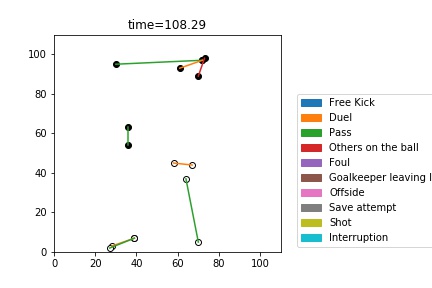 time=108.29
100
80
60
40
20
0
0 20 40 60 80 100
Free Kick
Duel
Pass
Others on the ball
Foul
Goalkeeper leaving l
Offside
Save attempt
Shot
Interruption